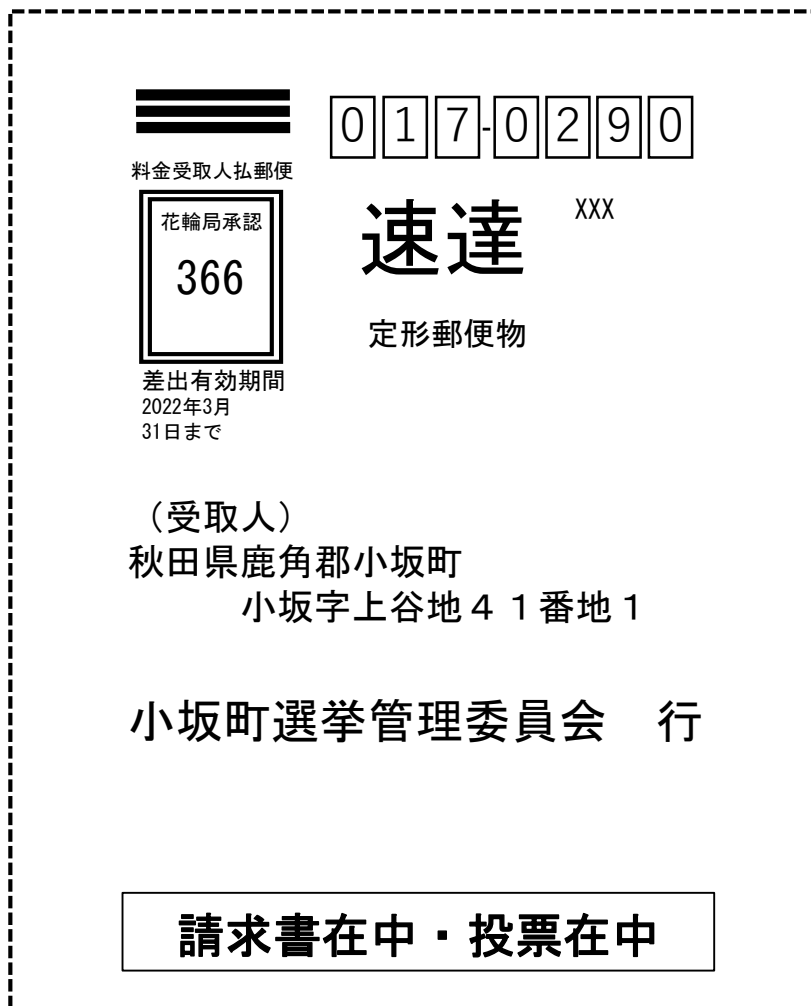 017-0290
料金受取人払郵便
花輪局承認
366
速達
XXX
定形郵便物
差出有効期間
2022年3月
31日まで
（受取人）
秋田県鹿角郡小坂町
小坂字上谷地４１番地１
小坂町選挙管理委員会　行
請求書在中・投票在中